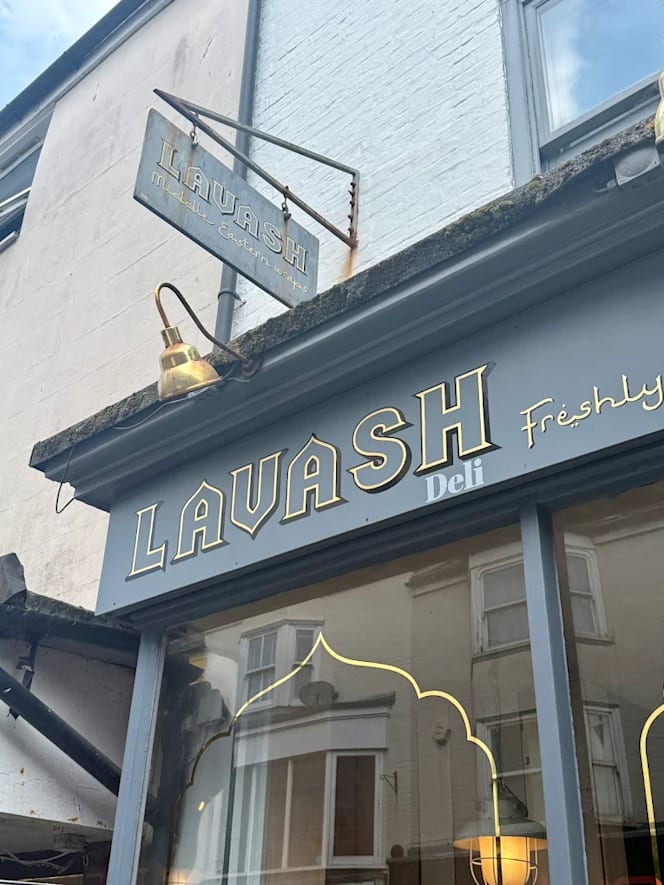 LAVASH
Middle Eastern wraps
LAVASH
Deli
Freshly